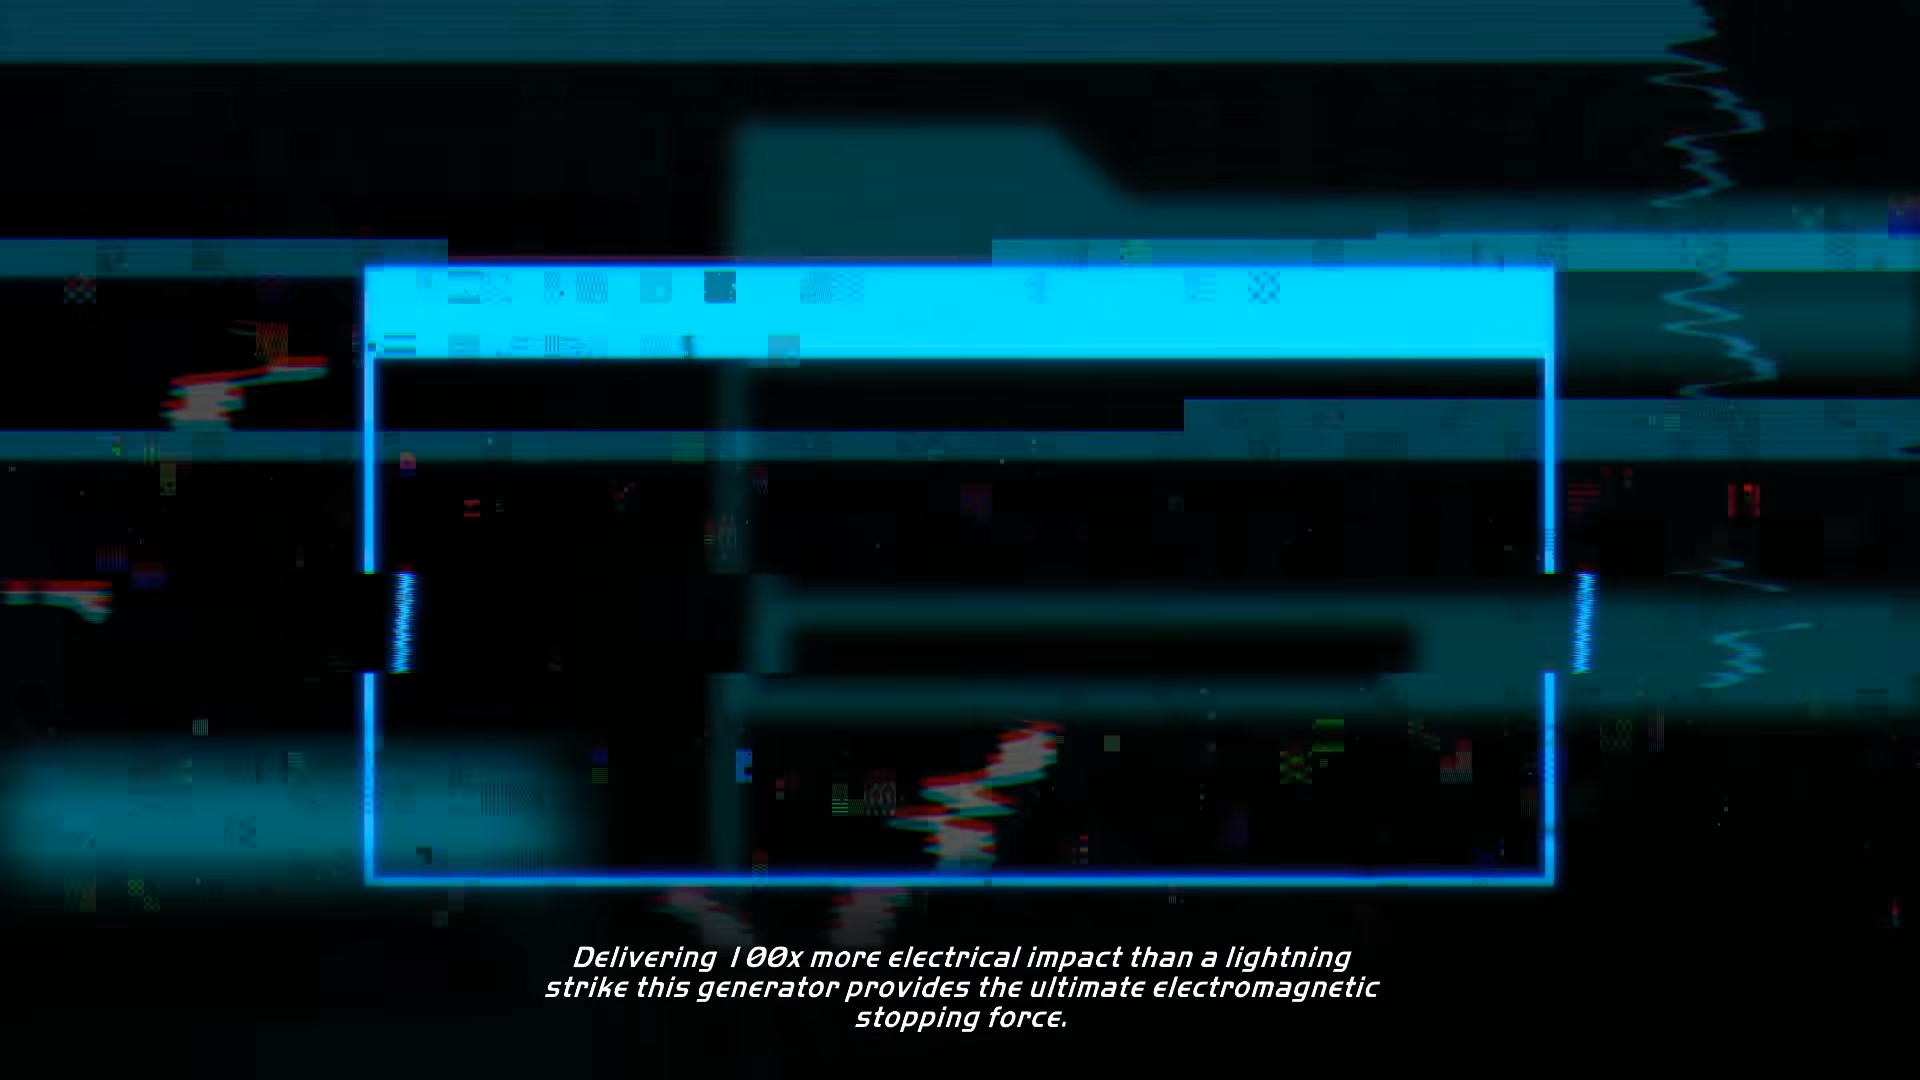 Delivering 100x more electrical impact than a lightning
strike this generator provides the ultimate electromagnetic
stopping force.